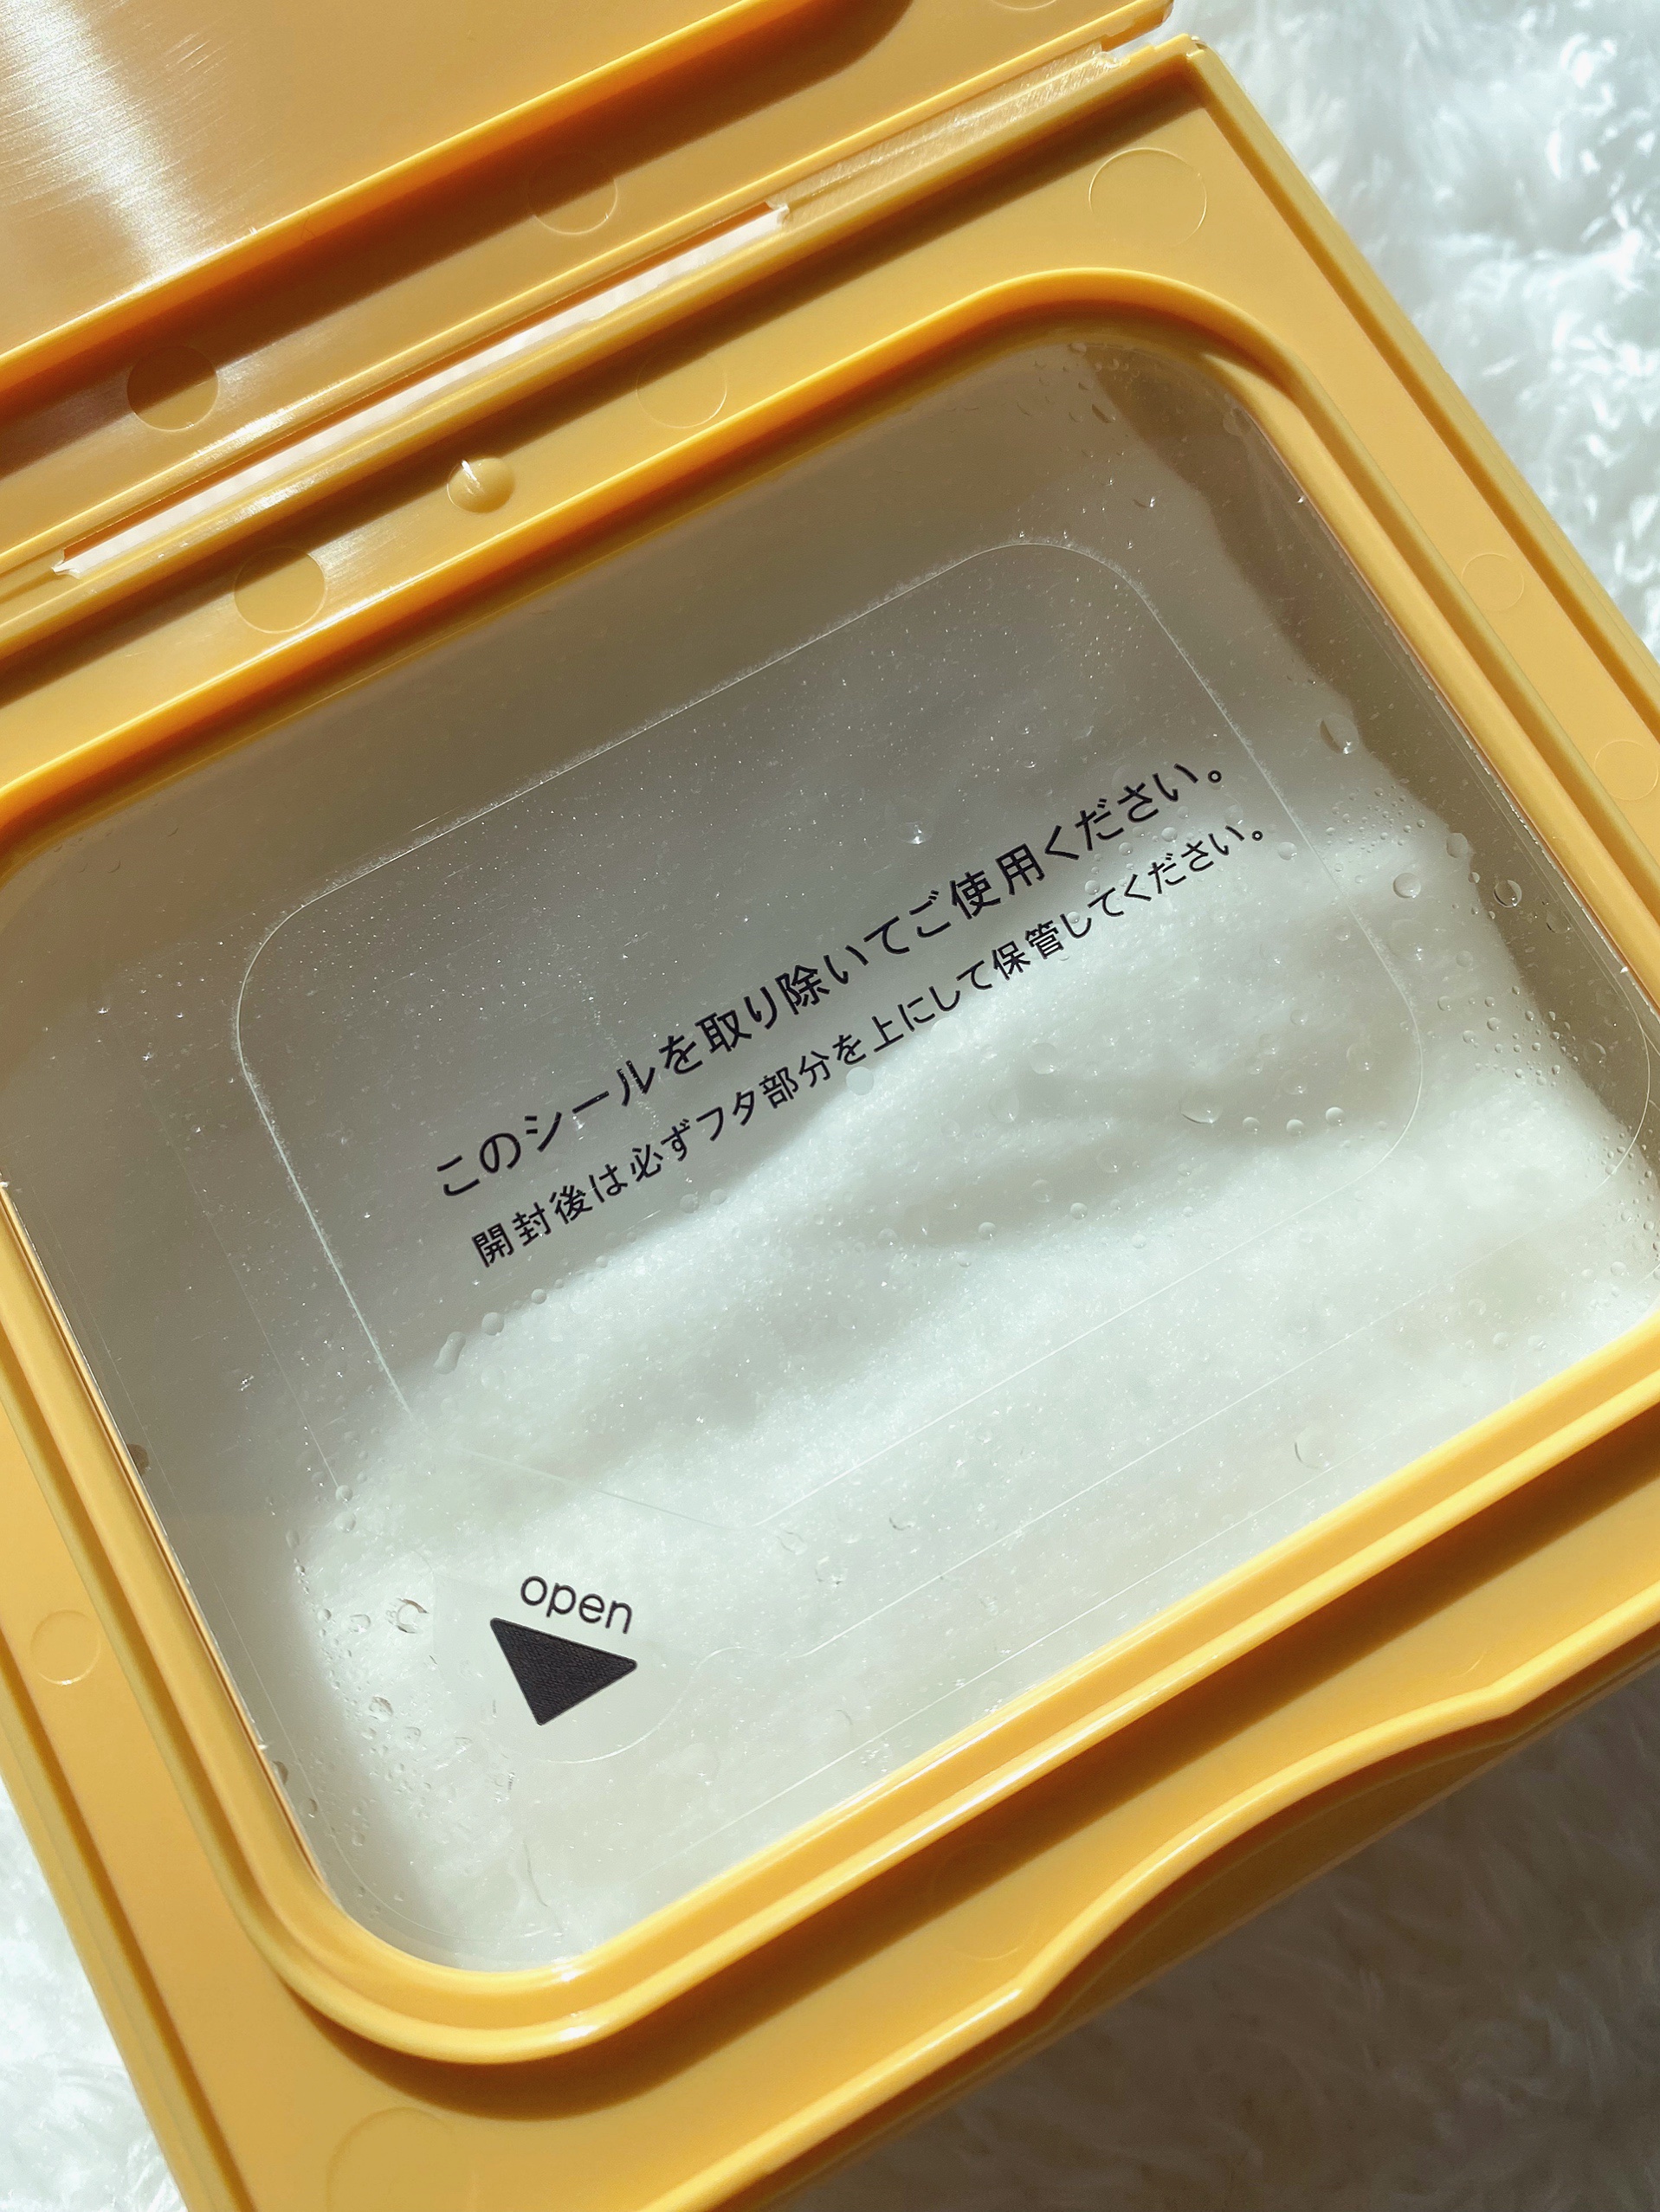 このシールを取り除いてご使用ください。
開封後は必ずフタ部分を上にして保管してください。
open